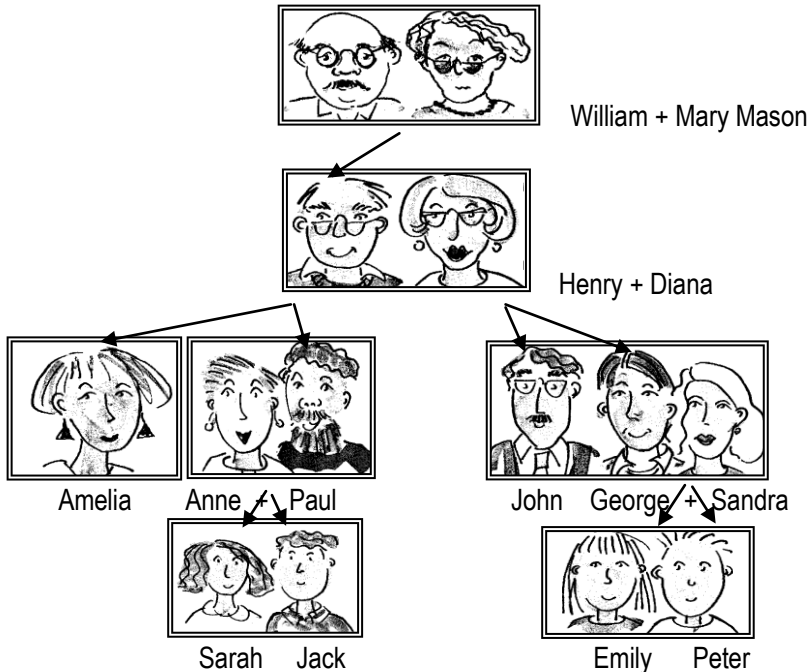 William + Mary Mason
Henry + Diana
Amelia Anne + Paul John George + Sandra
Sarah Jack Emily Peter